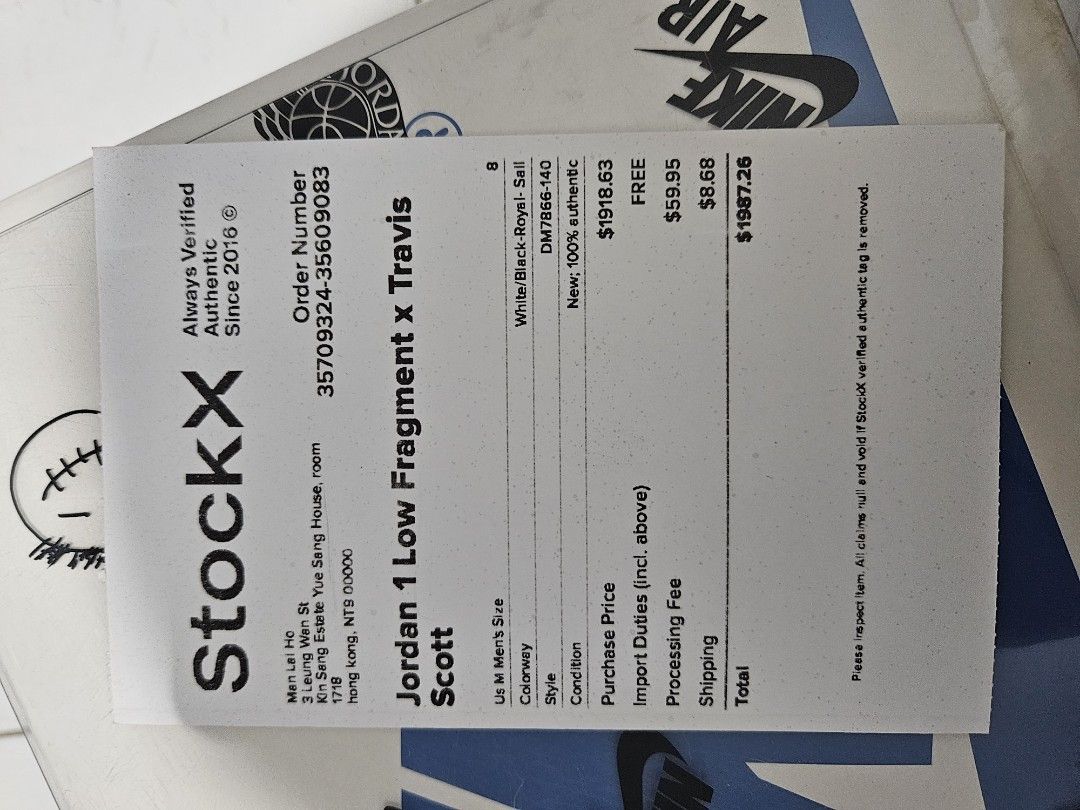 StockX
Always Verified
Authentic
Since 2016 ©
Man Lai Ho
3 Leung Wan St
Kin Sang Estate Yue Sang House, room
1718
hong kong, NT9 00000
Order Number
35709324-35609083
Jordan 1 Low Fragment x Travis
Scott
Us M Men's Size 8
Colorway White/Black-Royal- Sail
Style DM7866-140
Condition New; 100% authentic
Purchase Price $1918.63
Import Duties (incl. above) FREE
Processing Fee $59.95
Shipping $8.68
Total $1987.26
Please inspect item. All claims null and void if StockX verified authentic tag is removed.
JORDA
R
NIKE
AIR